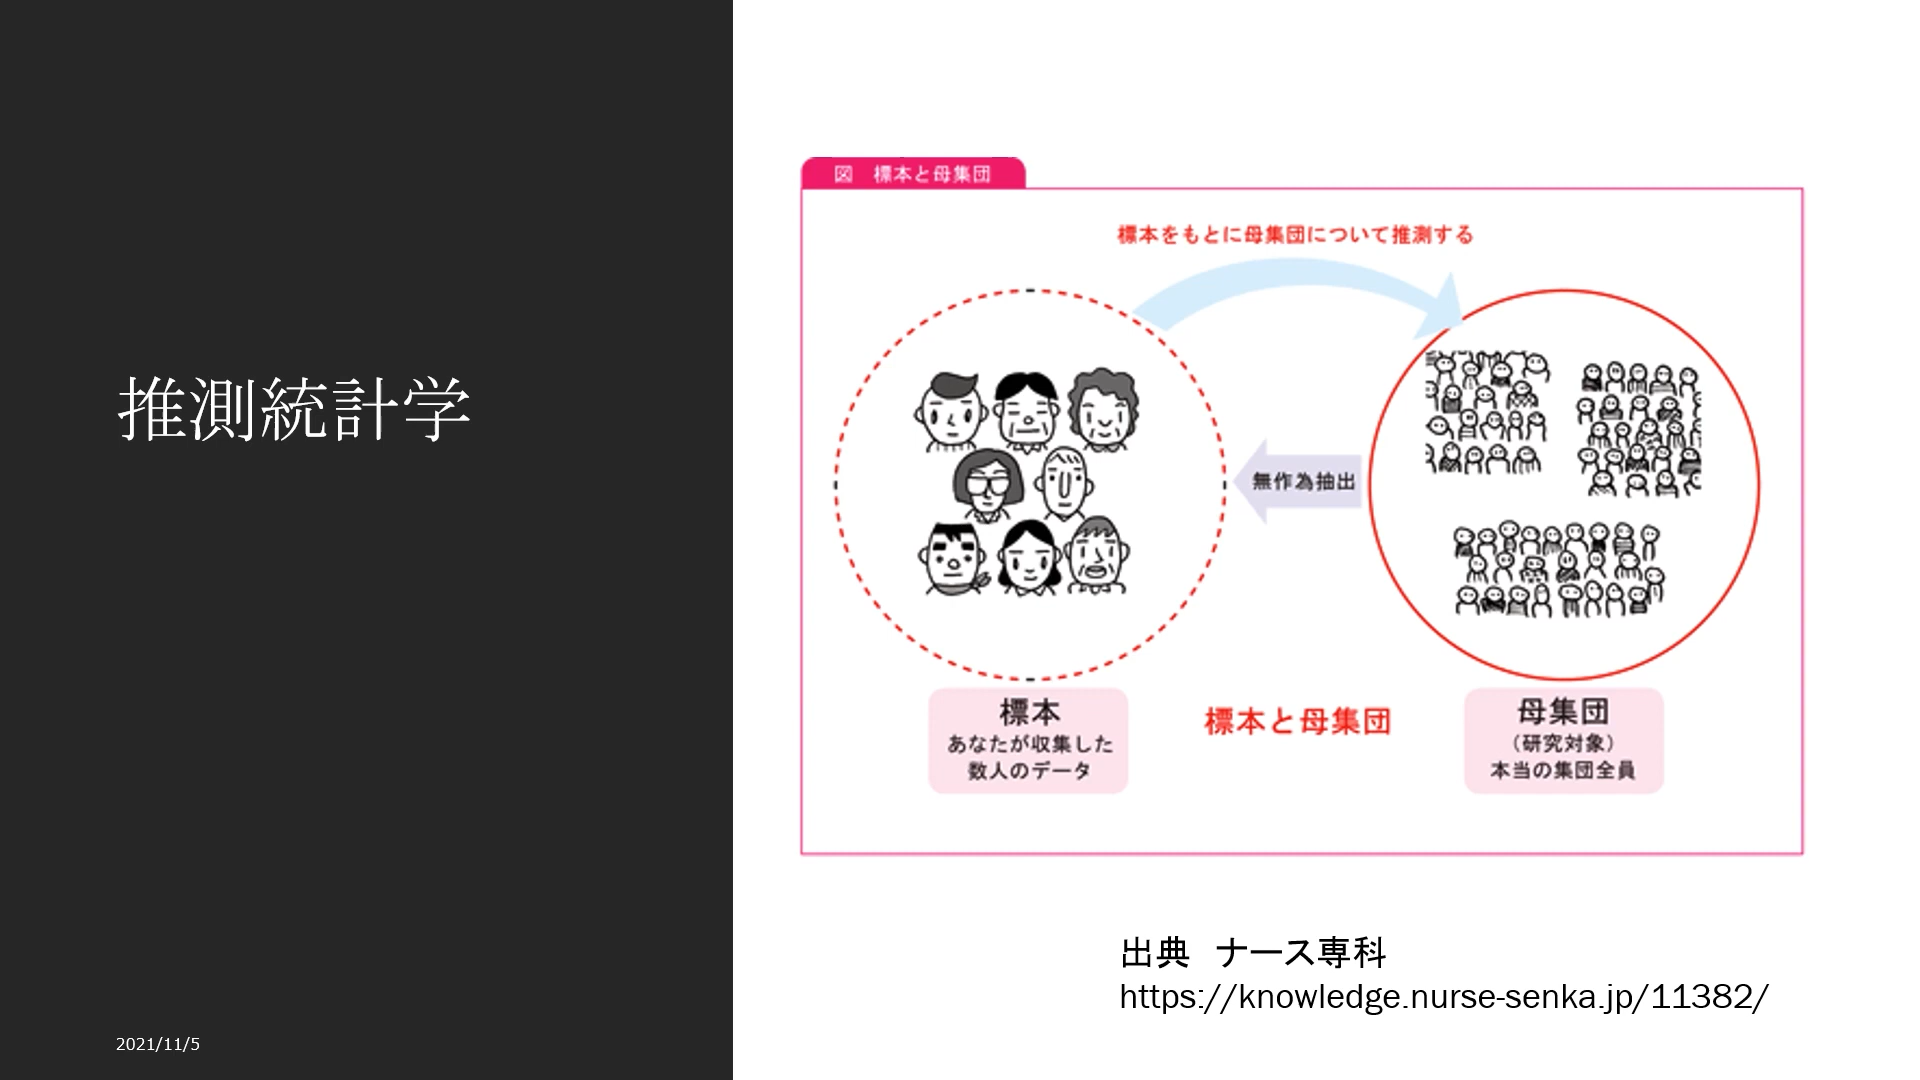 推測統計学
図 標本と母集団
標本をもとに母集団について推測する
無作為抽出
標本
あなたが収集した
数人のデータ
標本と母集団
母集団
（研究対象）
本当の集団全員
出典　ナース専科
https://knowledge.nurse-senka.jp/11382/
2021/11/5